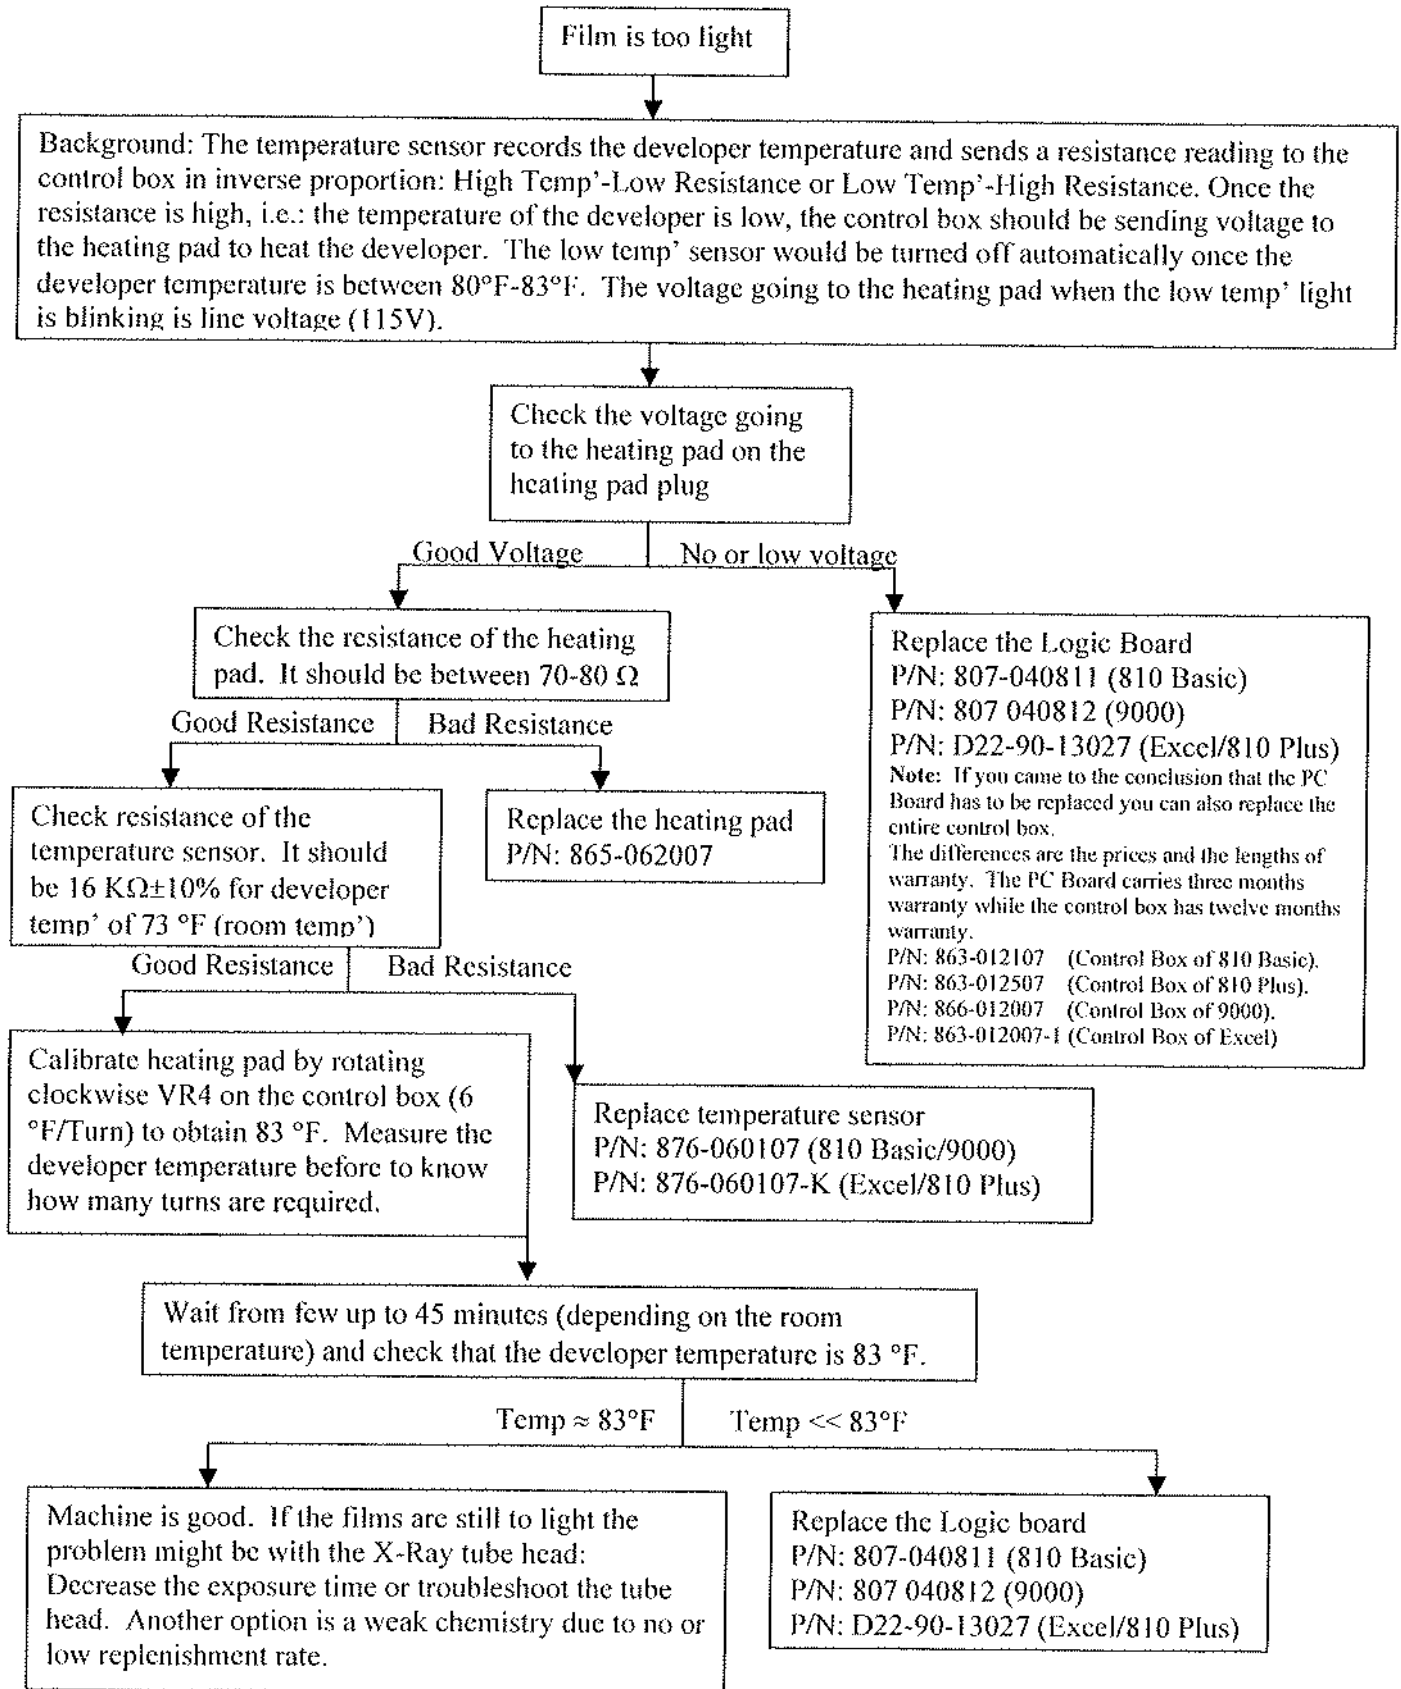 Film is too light
Background: The temperature sensor records the developer temperature and sends a resistance reading to the
control box in inverse proportion: High Temp'-Low Resistance or Low Temp'-High Resistance. Once the
resistance is high, i.e.: the temperature of the developer is low, the control box should be sending voltage to
the heating pad to heat the developer. The low temp' sensor would be turned off automatically once the
developer temperature is between 80°F-83°F. The voltage going to the heating pad when the low temp' light
is blinking is line voltage (115V).
Check the voltage going
to the heating pad on the
heating pad plug
Good Voltage
No or low voltage
Check the resistance of the heating
pad. It should be between 70-80 Ω
Replace the Logic Board
P/N: 807-040811 (810 Basic)
P/N: 807 040812 (9000)
P/N: D22-90-13027 (Excel/810 Plus)
Note: If you came to the conclusion that the PC
Board has to be replaced you can also replace the
entire control box.
The differences are the prices and the lengths of
warranty. The PC Board carries three months
warranty while the control box has twelve months
warranty.
P/N: 863-012107 (Control Box of 810 Basic).
P/N: 863-012507 (Control Box of 810 Plus).
P/N: 866-012007 (Control Box of 9000).
P/N: 863-012007-1 (Control Box of Excel)
Good Resistance
Bad Resistance
Check resistance of the
temperature sensor. It should
be 16 KΩ±10% for developer
temp' of 73 °F (room temp')
Replace the heating pad
P/N: 865-062007
Good Resistance
Bad Resistance
Calibrate heating pad by rotating
clockwise VR4 on the control box (6
°F/Turn) to obtain 83 °F. Measure the
developer temperature before to know
how many turns are required.
Replace temperature sensor
P/N: 876-060107 (810 Basic/9000)
P/N: 876-060107-K (Excel/810 Plus)
Wait from few up to 45 minutes (depending on the room
temperature) and check that the developer temperature is 83 °F.
Temp ≈ 83°F
Temp << 83°F
Machine is good. If the films are still to light the
problem might be with the X-Ray tube head:
Decrease the exposure time or troubleshoot the tube
head. Another option is a weak chemistry due to no or
low replenishment rate.
Replace the Logic board
P/N: 807-040811 (810 Basic)
P/N: 807 040812 (9000)
P/N: D22-90-13027 (Excel/810 Plus)